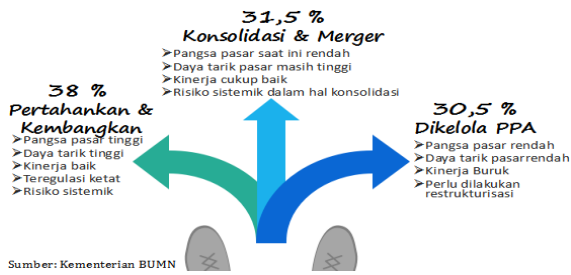 31,5 %
Konsolidasi & Merger
➢Pangsa pasar saat ini rendah
➢Daya tarik pasar masih tinggi
➢Kinerja cukup baik
➢Risiko sistemik dalam hal konsolidasi
38 %
Pertahankan &
Kembangkan
➢Pangsa pasar tinggi
➢Daya tarik tinggi
➢Kinerja baik
➢Teregulasi ketat
➢Risiko sistemik
30,5 %
Dikelola PPA
➢Pangsa pasar rendah
➢Daya tarik pasarrendah
➢Kinerja Buruk
➢Perlu dilakukan
restrukturisasi
Sumber: Kementerian BUMN